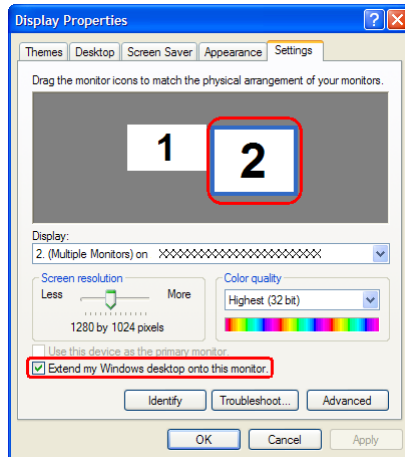 Display Properties
Themes Desktop Screen Saver Appearance Settings
Drag the monitor icons to match the physical arrangement of your monitors.
1 2
Display:
2. (Multiple Monitors) on XXXXXXXXXXXXXXXXXXXXXXX
Screen resolution Color quality
Less More Highest (32 bit)
1280 by 1024 pixels
Use this device as the primary monitor.
Extend my Windows desktop onto this monitor.
Identify Troubleshoot... Advanced
OK Cancel Apply